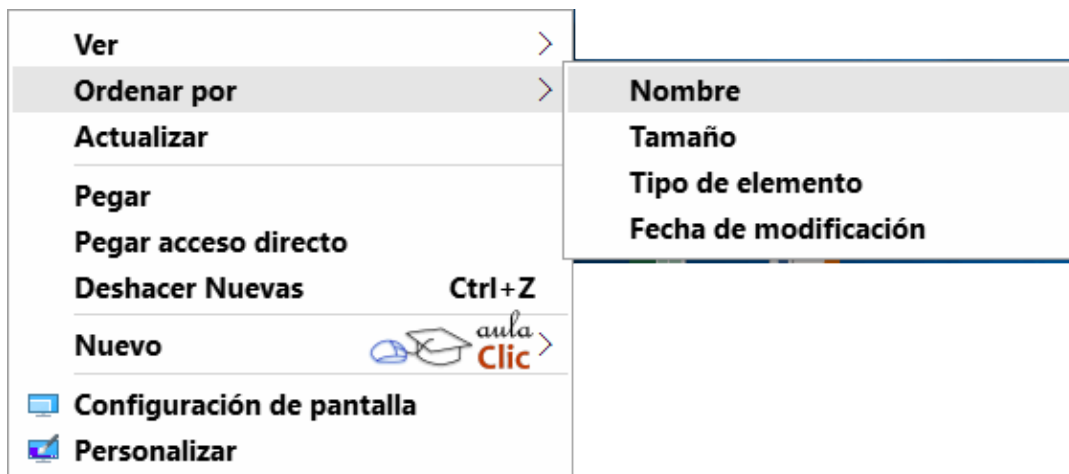 Ver
Ordenar por
Actualizar
Pegar
Pegar acceso directo
Deshacer Nuevas Ctrl+Z
Nuevo
aula
Clic
Configuración de pantalla
Personalizar
Nombre
Tamaño
Tipo de elemento
Fecha de modificación